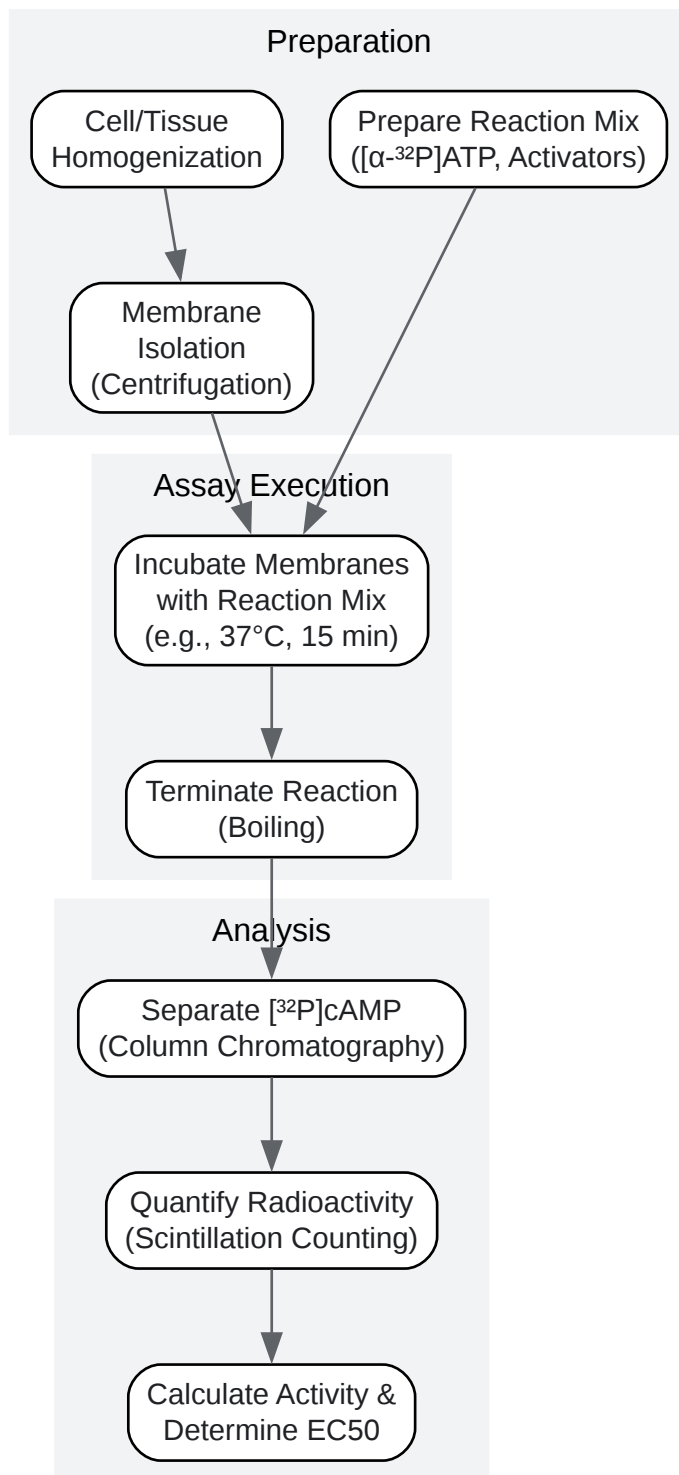 Preparation
Cell/Tissue
Homogenization
Prepare Reaction Mix
([α-³²P]ATP, Activators)
Membrane
Isolation
(Centrifugation)
Assay Execution
Incubate Membranes
with Reaction Mix
(e.g., 37°C, 15 min)
Terminate Reaction
(Boiling)
Analysis
Separate [³²P]cAMP
(Column Chromatography)
Quantify Radioactivity
(Scintillation Counting)
Calculate Activity &
Determine EC50